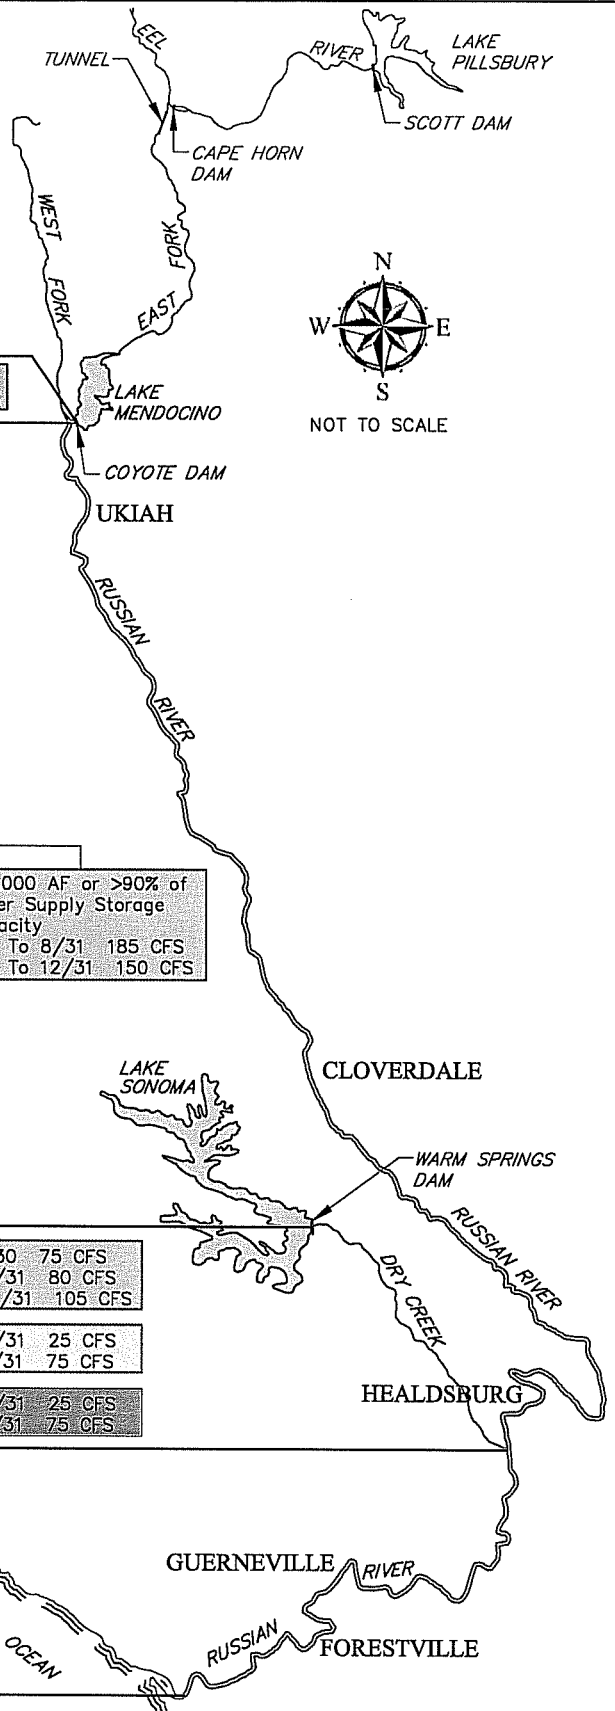 EEL
RIVER
LAKE
PILLSBURY
TUNNEL
SCOTT DAM
CAPE HORN
DAM
WEST
FORK
EAST
FORK
N
W
E
S
NOT TO SCALE
LAKE
MENDOCINO
COYOTE DAM
UKIAH
RUSSIAN
RIVER
000 AF or >90% of
er Supply Storage
acity
To 8/31 185 CFS
To 12/31 150 CFS
LAKE
SONOMA
CLOVERDALE
WARM SPRINGS
DAM
RUSSIAN RIVER
30 75 CFS
/31 80 CFS
/31 105 CFS
DRY CREEK
/31 25 CFS
/31 75 CFS
/31 25 CFS
/31 75 CFS
HEALDSBURG
GUERNEVILLE
RIVER
RUSSIAN
FORESTVILLE
OCEAN